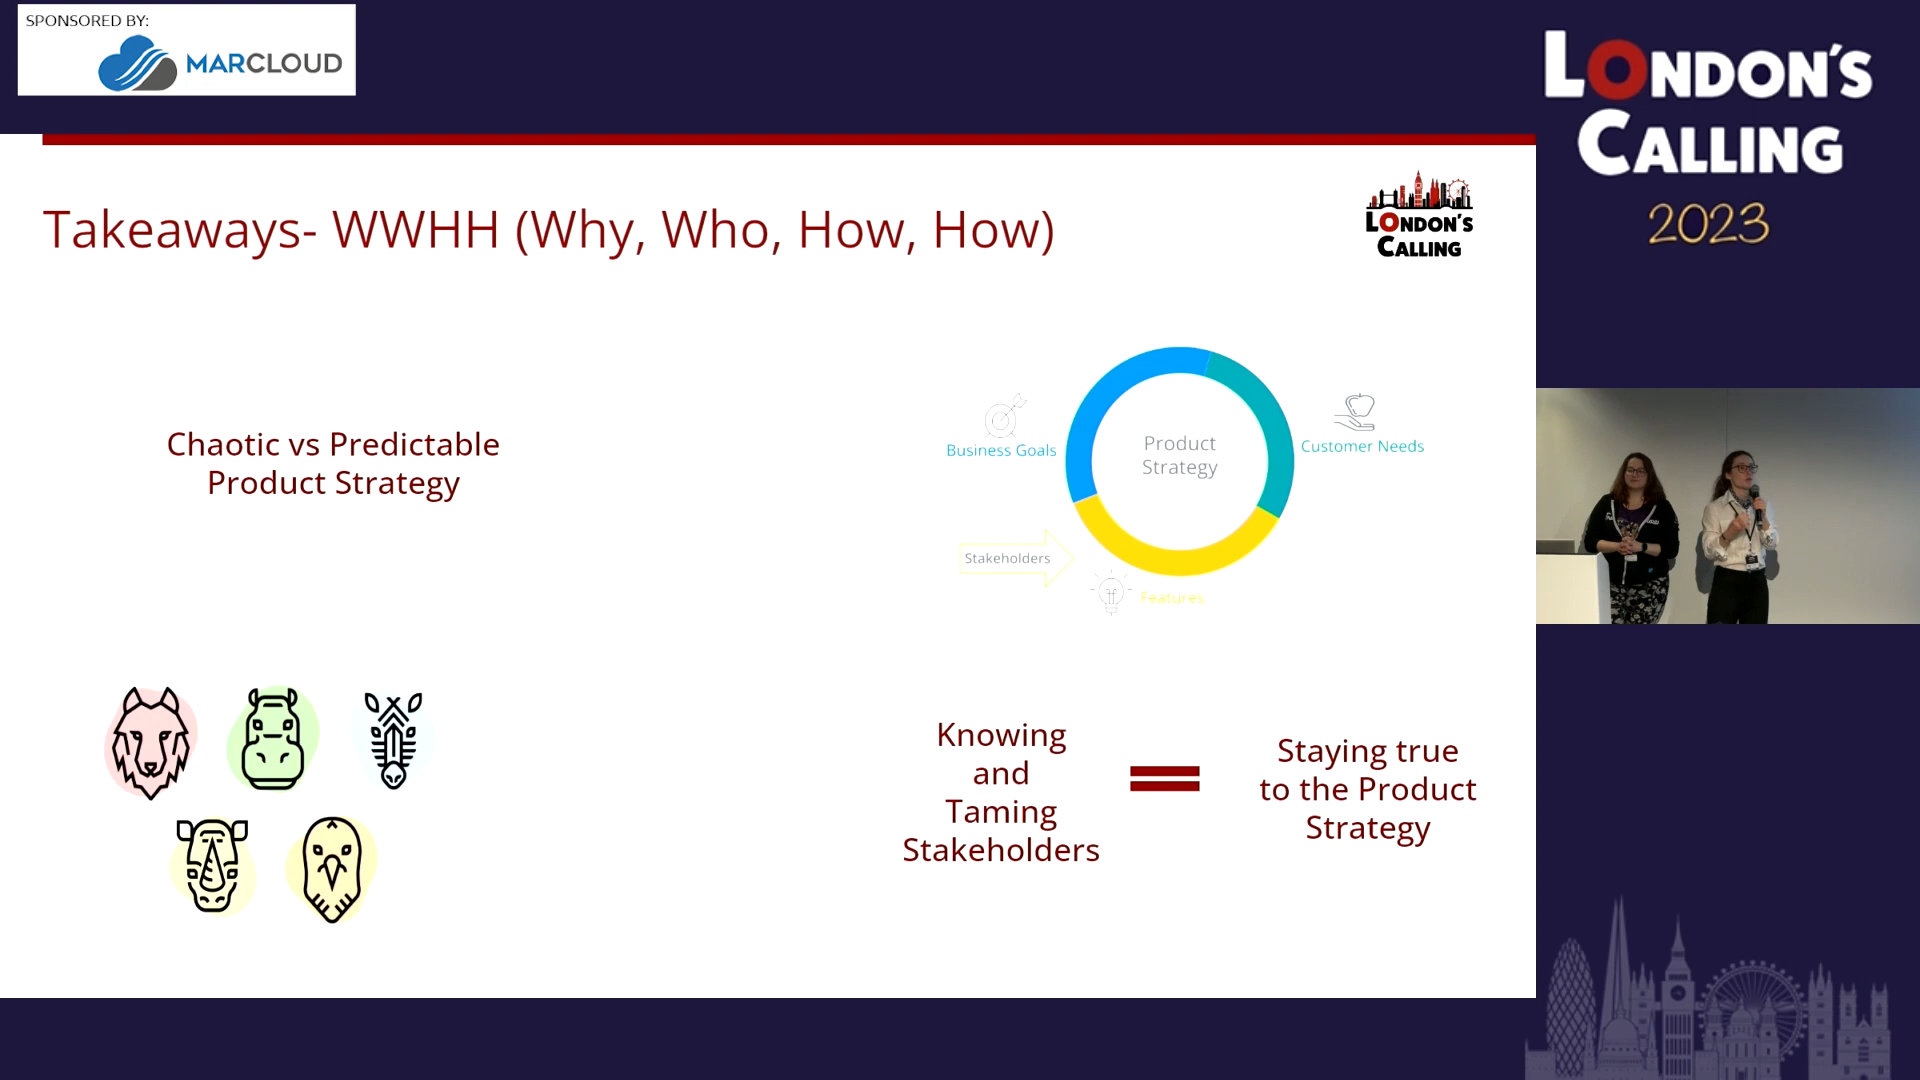 SPONSORED BY:
MARCLOUD
LONDON'S
CALLING
2023
Takeaways- WWHH (Why, Who, How, How)
LONDON'S
CALLING
Chaotic vs Predictable
Product Strategy
Business Goals
Product
Strategy
Customer Needs
Stakeholders
Features
Knowing
and
Taming
Stakeholders
Staying true
to the Product
Strategy